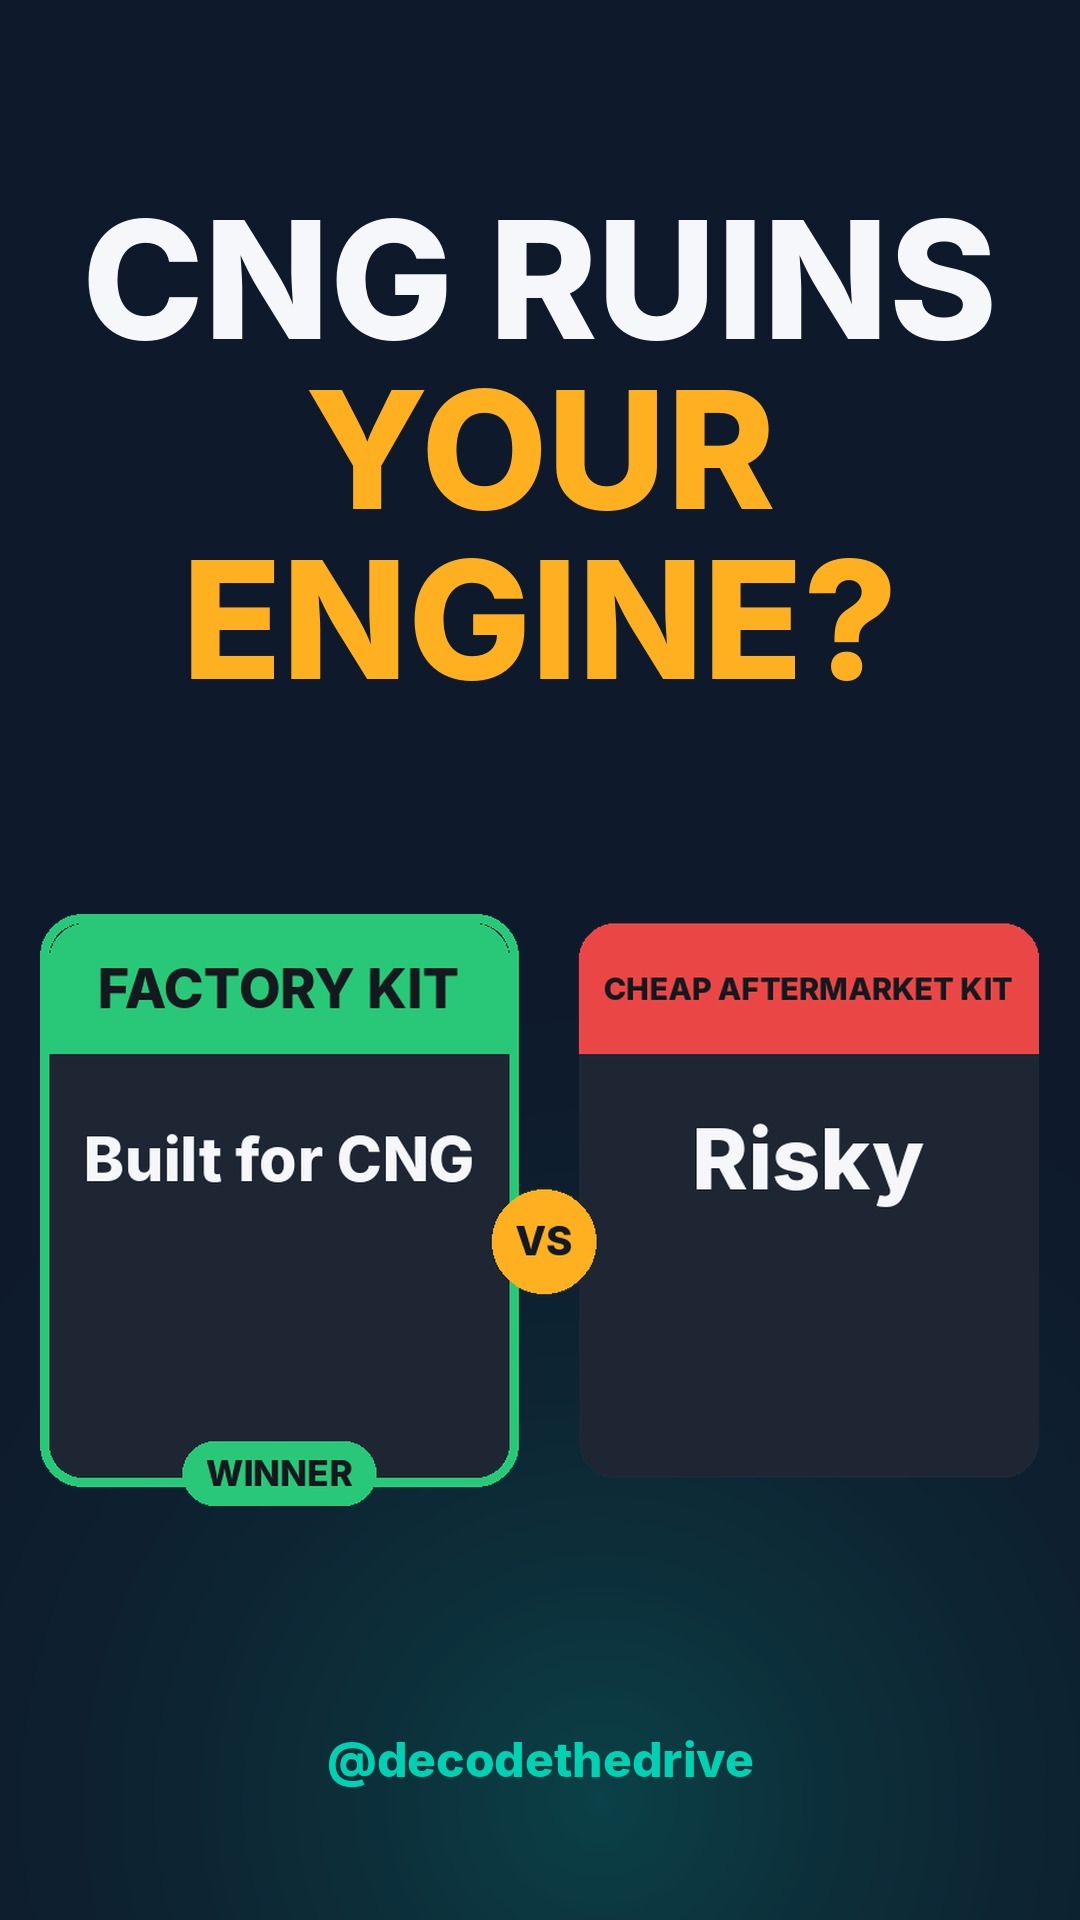 CNG RUINS
YOUR
ENGINE?
FACTORY KIT
Built for CNG
WINNER
VS
CHEAP AFTERMARKET KIT
Risky
@decodethedrive